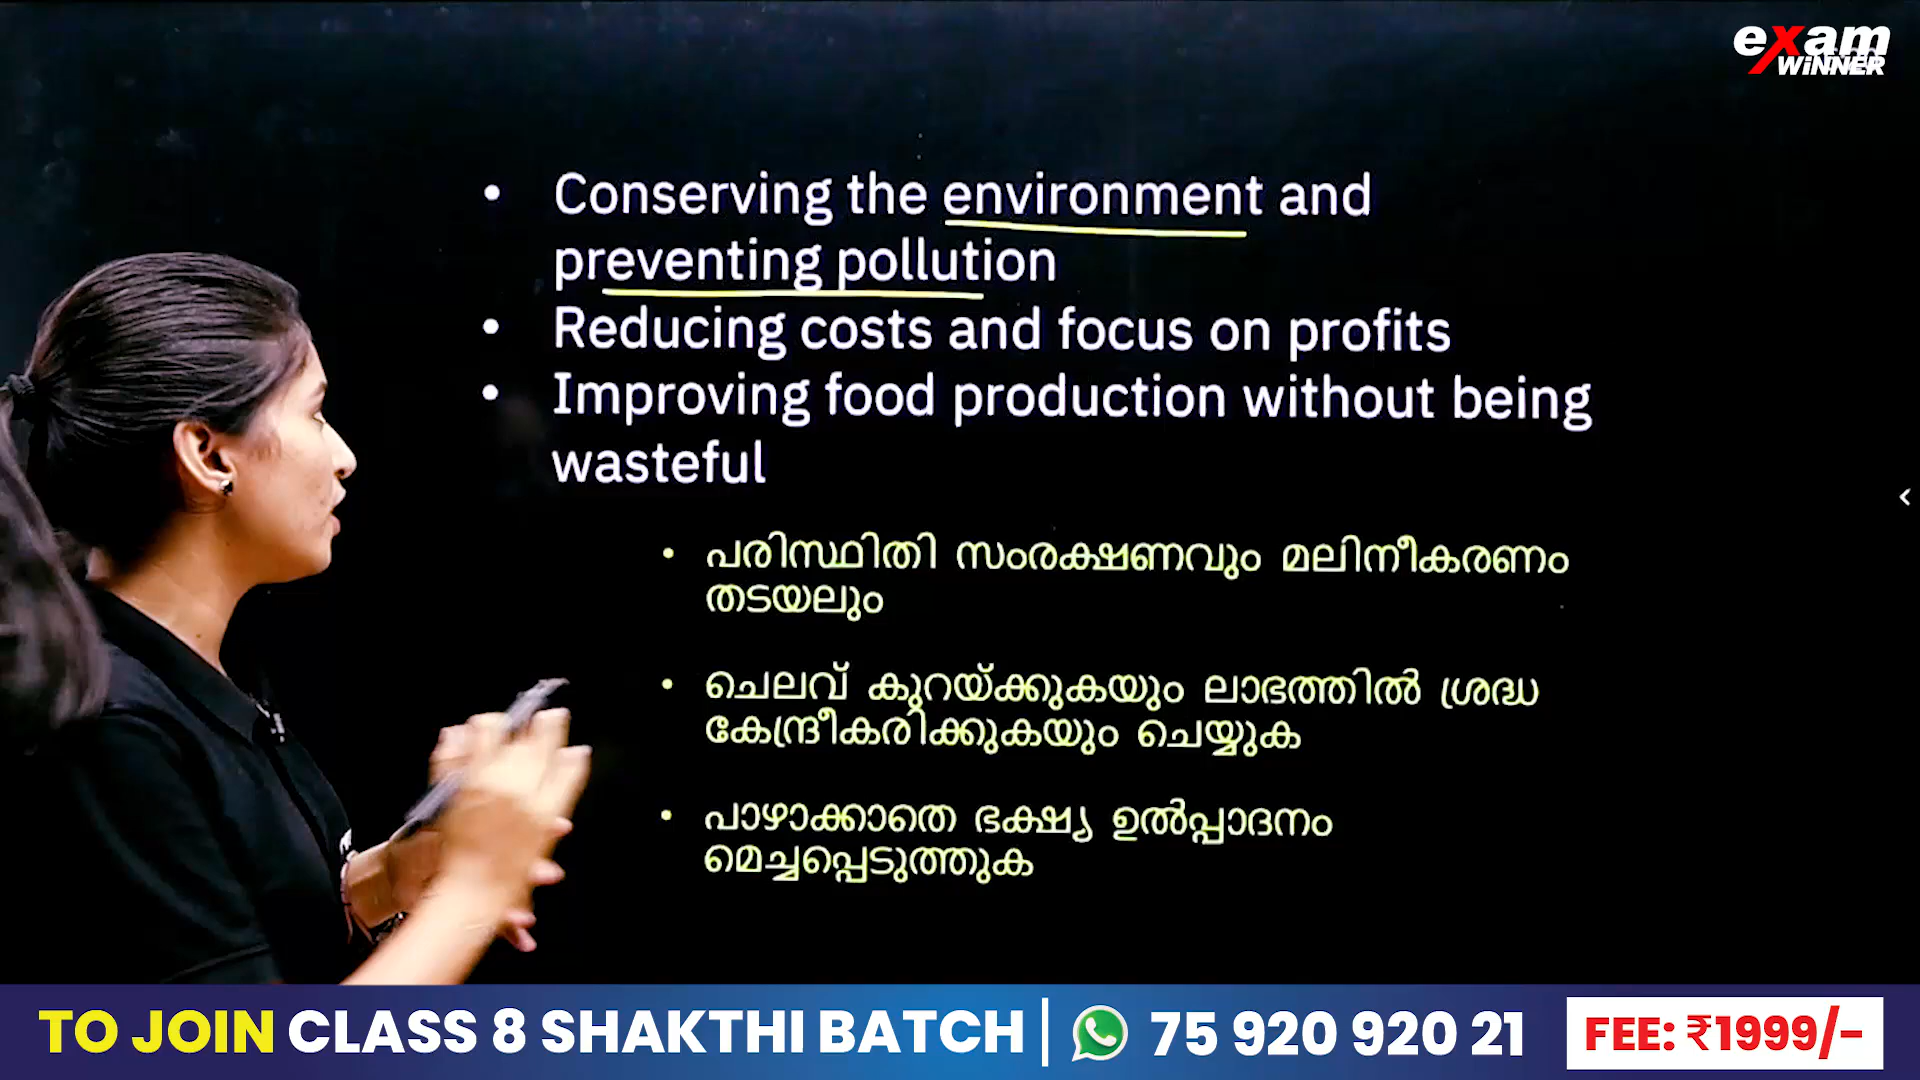 exam
WiNNER
• Conserving the environment and
preventing pollution
• Reducing costs and focus on profits
• Improving food production without being
wasteful
• പരിസ്ഥിതി സംരക്ഷണവും മലിനീകരണം
തടയലും
• ചെലവ് കുറയ്ക്കുകയും ലാഭത്തിൽ ശ്രദ്ധ
കേന്ദ്രീകരിക്കുകയും ചെയ്യുക
• പാഴാക്കാതെ ഭക്ഷ്യ ഉൽപ്പാദനം
മെച്ചപ്പെടുത്തുക
TO JOIN CLASS 8 SHAKTHI BATCH | 75 920 920 21 FEE: ₹1999/-